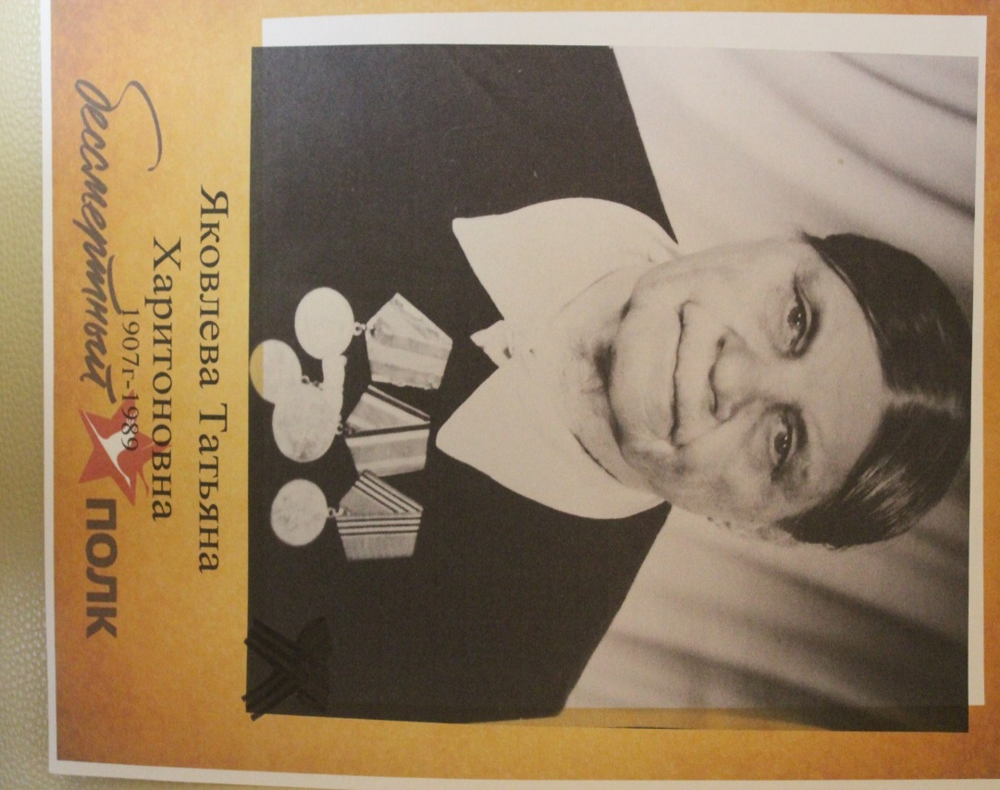 Яковлева Татьяна
Харитоновна
1907г-1989
Бессмертный полк